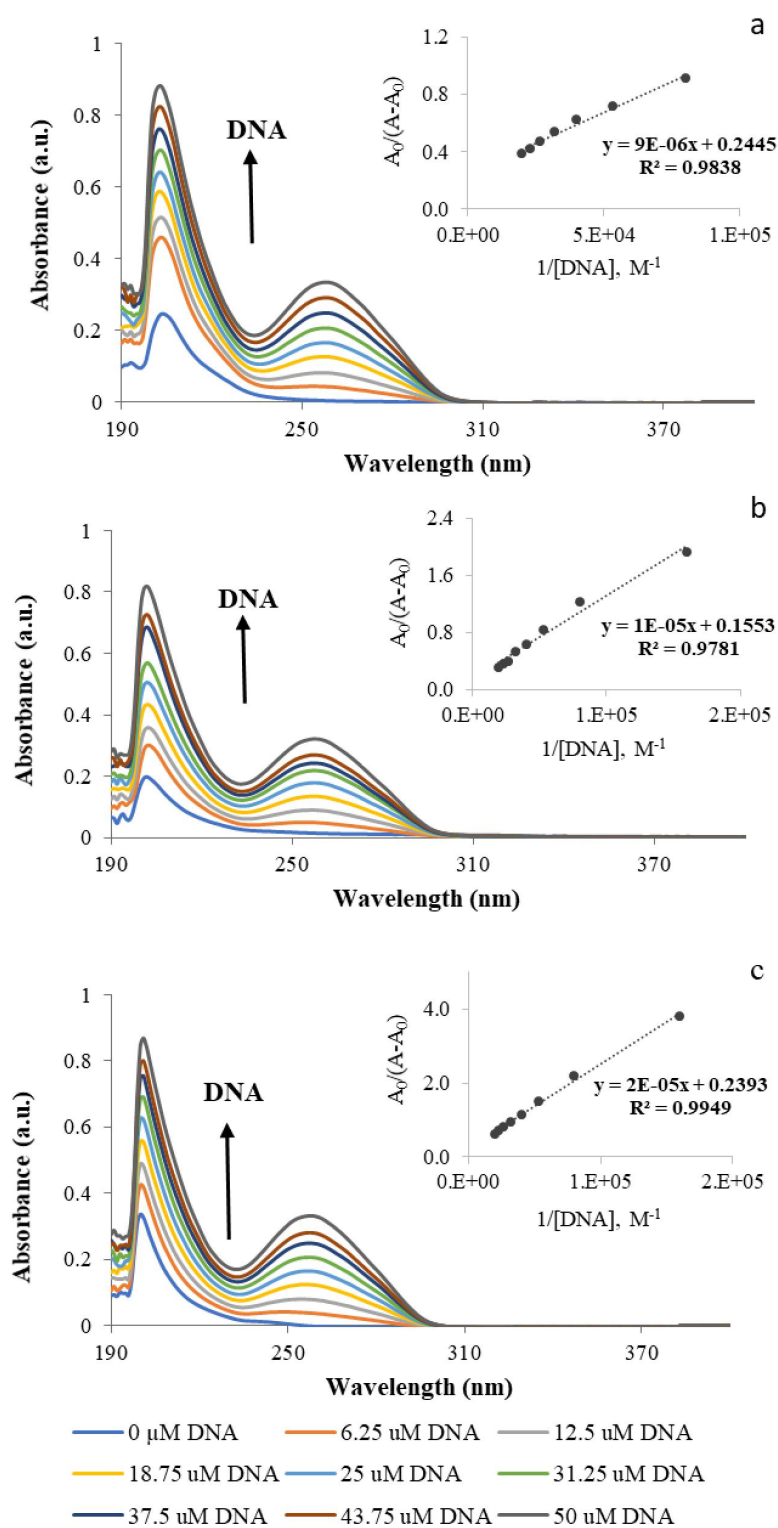 a
1
0.8
0.6
0.4
0.2
0
190
250
310
370
Absorbance (a.u.)
Wavelength (nm)
DNA
1.2
0.8
0.4
0.0
0.E+00
5.E+04
1.E+05
A₀/(A-A₀)
1/[DNA], M⁻¹
y = 9E-06x + 0.2445
R² = 0.9838
b
1
0.8
0.6
0.4
0.2
0
190
250
310
370
Absorbance (a.u.)
Wavelength (nm)
DNA
2.4
1.6
0.8
0.0
0.E+00
1.E+05
2.E+05
A₀/(A-A₀)
1/[DNA], M⁻¹
y = 1E-05x + 0.1553
R² = 0.9781
c
1
0.8
0.6
0.4
0.2
0
190
250
310
370
Absorbance (a.u.)
Wavelength (nm)
DNA
4.0
2.0
0.0
0.E+00
1.E+05
2.E+05
A₀/(A-A₀)
1/[DNA], M⁻¹
y = 2E-05x + 0.2393
R² = 0.9949
0 µM DNA
6.25 uM DNA
12.5 uM DNA
18.75 uM DNA
25 uM DNA
31.25 uM DNA
37.5 uM DNA
43.75 uM DNA
50 uM DNA